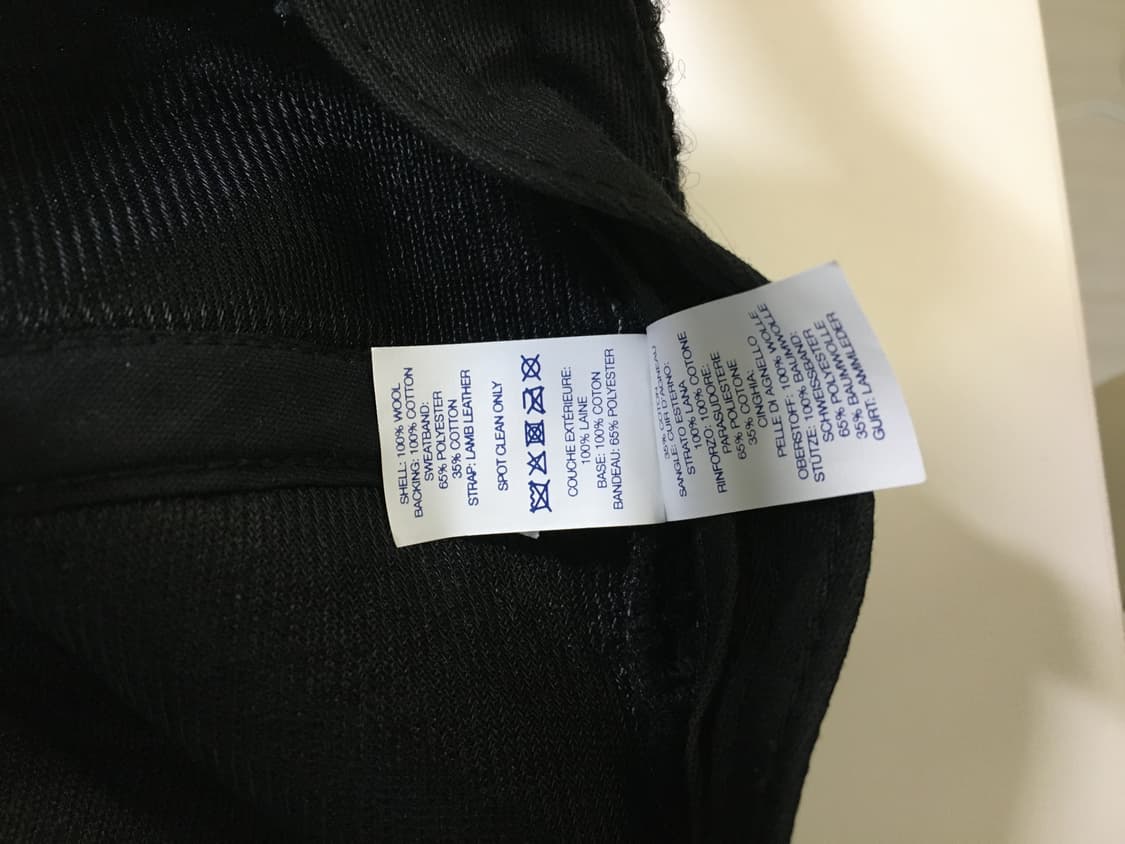 SHELL: 100% WOOL
BACKING: 100% COTTON
SWEATBAND:
65% POLYESTER
35% COTTON
STRAP: LAMB LEATHER
SPOT CLEAN ONLY
COUCHE EXTÉRIEURE:
100% LAINE
BASE: 100% COTON
BANDEAU: 65% POLYESTER
35% COTON
SANGLE: CUIR D'AGNEAU
STRATO ESTERNO:
100% LANA
RINFORZO: 100% COTONE
PARASUDORE:
65% POLIESTERE
35% COTONE
CINGHIA:
PELLE DI AGNELLO
OBERSTOFF: 100% WOLLE
STÜTZE: 100% BAUMWOLLE
SCHWEISSBAND:
65% POLYESTER
35% BAUMWOLLE
GURT: LAMMLEDER